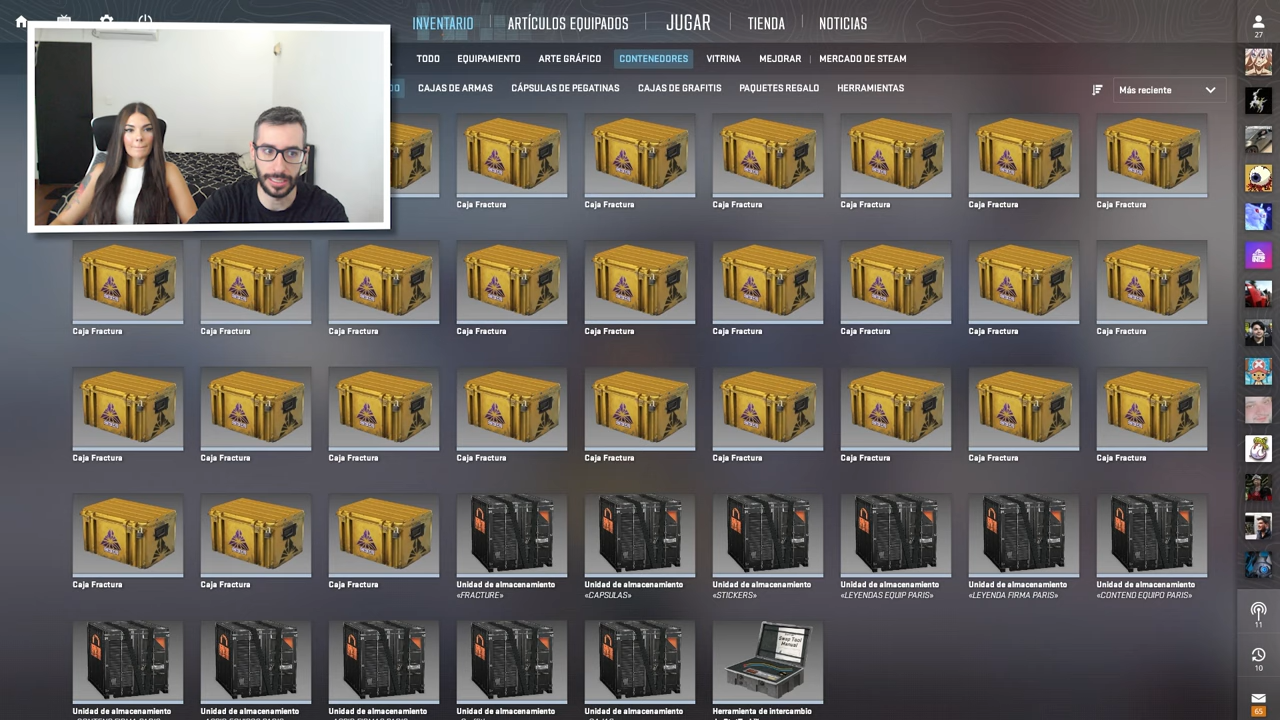 INVENTARIO ARTÍCULOS EQUIPADOS JUGAR TIENDA NOTICIAS
27
TODO EQUIPAMIENTO ARTE GRÁFICO CONTENEDORES VITRINA MEJORAR MERCADO DE STEAM
CAJAS DE ARMAS CÁPSULAS DE PEGATINAS CAJAS DE GRAFITIS PAQUETES REGALO HERRAMIENTAS Más reciente
Caja Fractura Caja Fractura Caja Fractura Caja Fractura Caja Fractura Caja Fractura
Caja Fractura Caja Fractura Caja Fractura Caja Fractura Caja Fractura Caja Fractura Caja Fractura Caja Fractura Caja Fractura
Caja Fractura Caja Fractura Caja Fractura Caja Fractura Caja Fractura Caja Fractura Caja Fractura Caja Fractura Caja Fractura
Caja Fractura Caja Fractura Caja Fractura Unidad de almacenamiento Unidad de almacenamiento Unidad de almacenamiento Unidad de almacenamiento Unidad de almacenamiento Unidad de almacenamiento
«FRACTURE» «CAPSULAS» «STICKERS» «LEYENDAS EQUIP PARIS» «LEYENDA FIRMA PARIS» «CONTEND EQUIPO PARIS»
11
Swap Tool
Manual
10
Unidad de almacenamiento Unidad de almacenamiento Unidad de almacenamiento Unidad de almacenamiento Unidad de almacenamiento Herramienta de intercambio
65